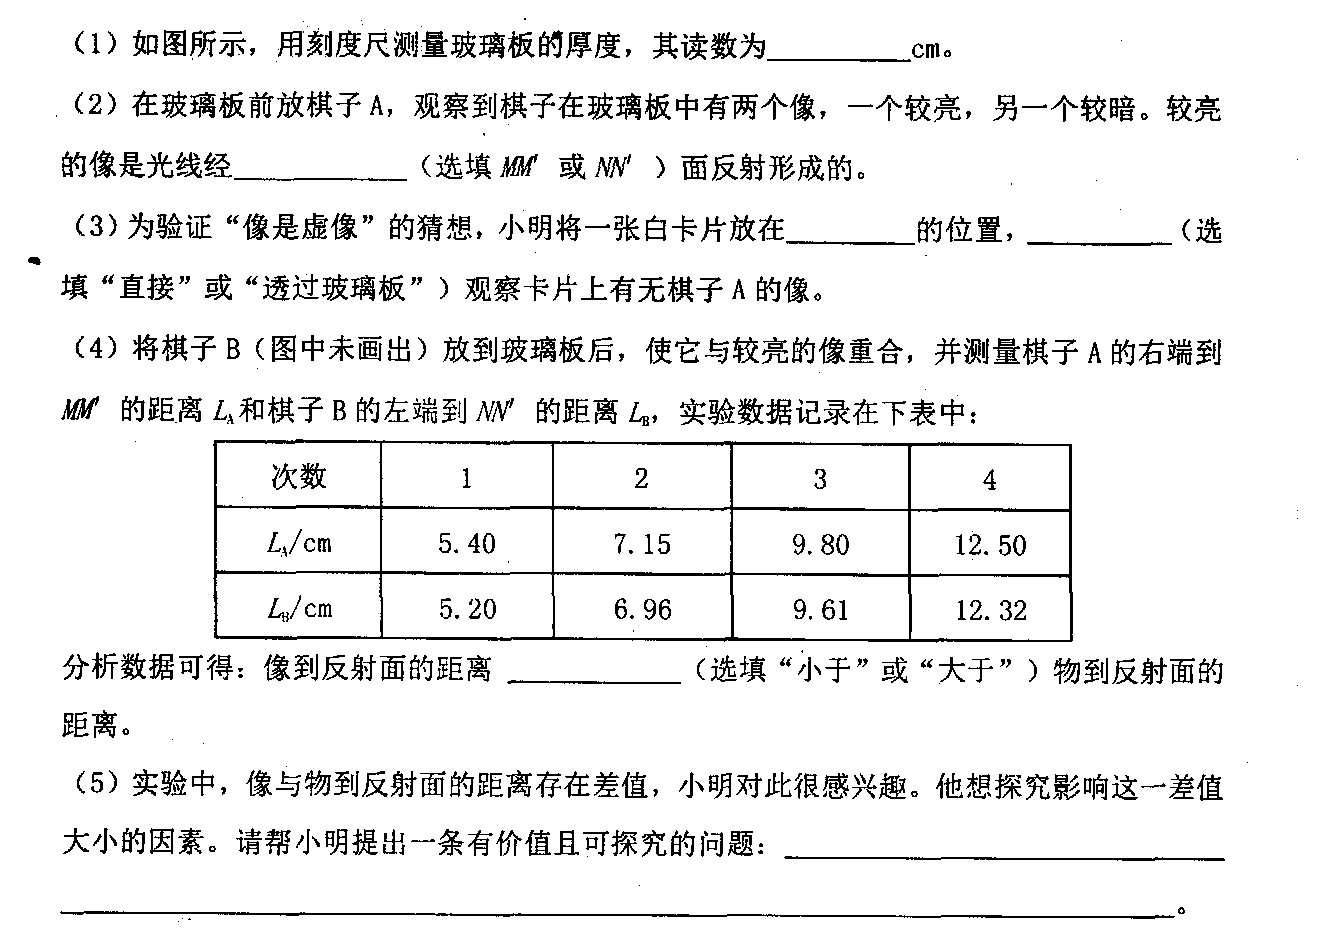 （1）如图所示，用刻度尺测量玻璃板的厚度，其读数为_________cm。
（2）在玻璃板前放棋子 A，观察到棋子在玻璃板中有两个像，一个较亮，另一个较暗。较亮
的像是光线经___________（选填 MM′ 或 NN′ ）面反射形成的。
（3）为验证“像是虚像”的猜想，小明将一张白卡片放在________的位置，_________（选
填“直接”或“透过玻璃板”）观察卡片上有无棋子 A 的像。
（4）将棋子 B（图中未画出）放到玻璃板后，使它与较亮的像重合，并测量棋子 A 的右端到
MM′ 的距离 LA和棋子 B 的左端到 NN′ 的距离 LB，实验数据记录在下表中：
次数 1 2 3 4
LA/cm 5.40 7.15 9.80 12.50
LB/cm 5.20 6.96 9.61 12.32
分析数据可得：像到反射面的距离 ___________（选填“小于”或“大于”）物到反射面的
距离。
（5）实验中，像与物到反射面的距离存在差值，小明对此很感兴趣。他想探究影响这一差值
大小的因素。请帮小明提出一条有价值且可探究的问题：____________________________
______________________________________________________________________。